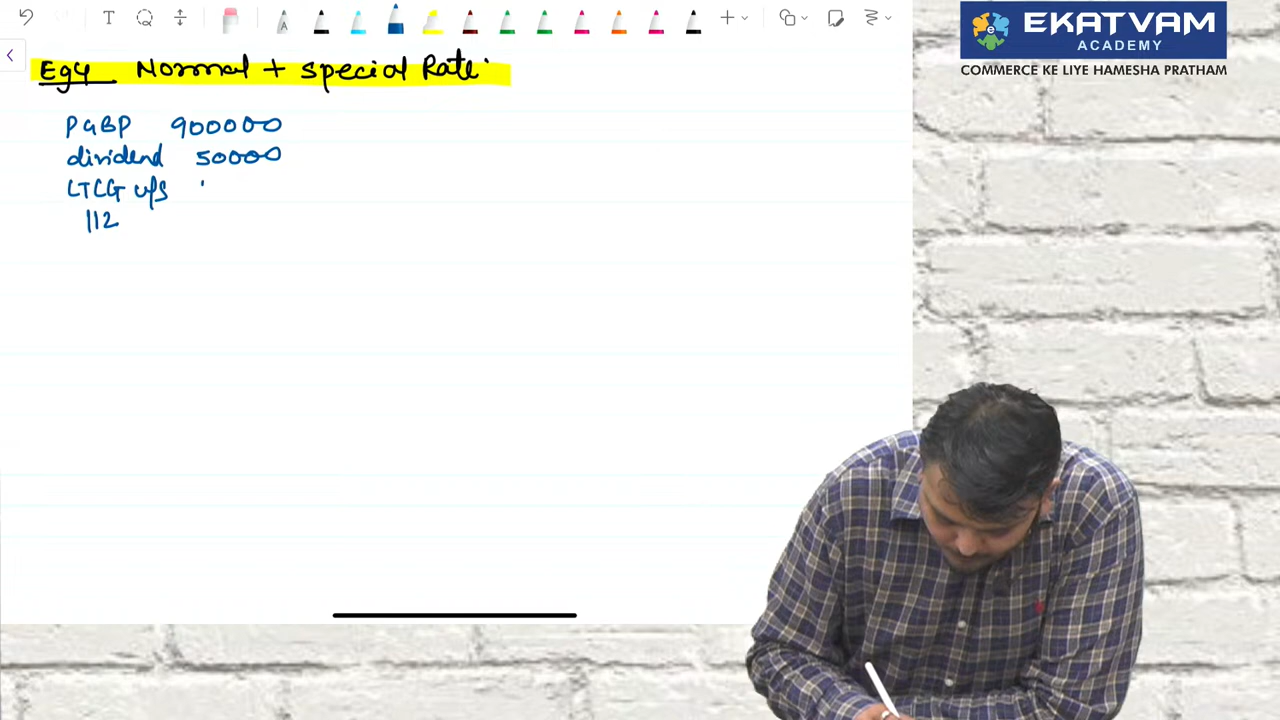 EKATVAM
ACADEMY
COMMERCE KE LIYE HAMESHA PRATHAM
Eg4 Normal + Special Rate
PGBP 900000
dividend 50000
LTCG u/s
112